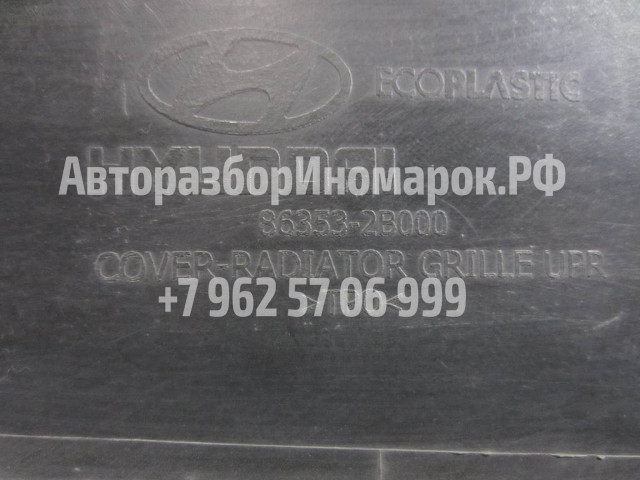 ECOPLASTIC
HYUNDAI
АвторазборИномарок.РФ
86353-2B000
COVER-RADIATOR GRILLE UPR
+7 962 57 06 999